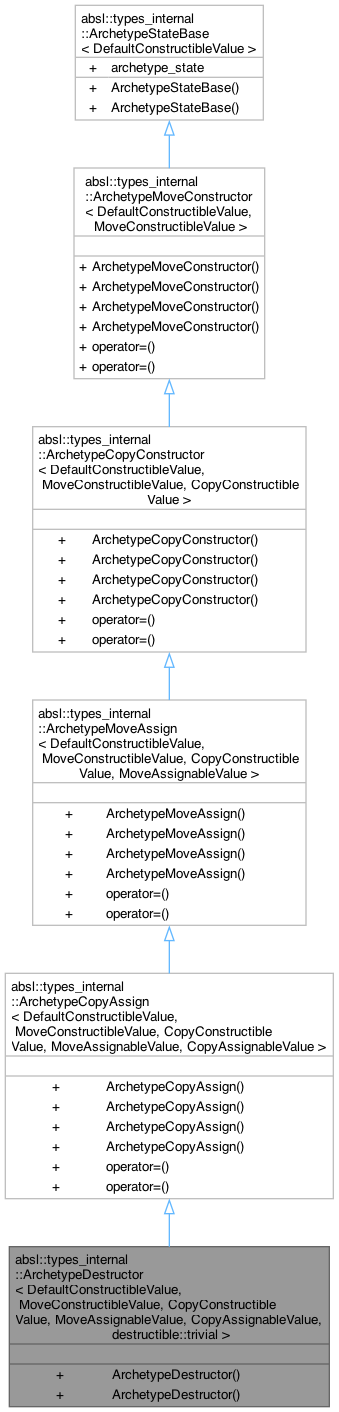 absl::types_internal
::ArchetypeStateBase
< DefaultConstructibleValue >
+ archetype_state
+ ArchetypeStateBase()
+ ArchetypeStateBase()
absl::types_internal
::ArchetypeMoveConstructor
< DefaultConstructibleValue,
MoveConstructibleValue >
+ ArchetypeMoveConstructor()
+ ArchetypeMoveConstructor()
+ ArchetypeMoveConstructor()
+ ArchetypeMoveConstructor()
+ operator=()
+ operator=()
absl::types_internal
::ArchetypeCopyConstructor
< DefaultConstructibleValue,
MoveConstructibleValue, CopyConstructible
Value >
+ ArchetypeCopyConstructor()
+ ArchetypeCopyConstructor()
+ ArchetypeCopyConstructor()
+ ArchetypeCopyConstructor()
+ operator=()
+ operator=()
absl::types_internal
::ArchetypeMoveAssign
< DefaultConstructibleValue,
MoveConstructibleValue, CopyConstructible
Value, MoveAssignableValue >
+ ArchetypeMoveAssign()
+ ArchetypeMoveAssign()
+ ArchetypeMoveAssign()
+ ArchetypeMoveAssign()
+ operator=()
+ operator=()
absl::types_internal
::ArchetypeCopyAssign
< DefaultConstructibleValue,
MoveConstructibleValue, CopyConstructible
Value, MoveAssignableValue, CopyAssignableValue >
+ ArchetypeCopyAssign()
+ ArchetypeCopyAssign()
+ ArchetypeCopyAssign()
+ ArchetypeCopyAssign()
+ operator=()
+ operator=()
absl::types_internal
::ArchetypeDestructor
< DefaultConstructibleValue,
MoveConstructibleValue, CopyConstructible
Value, MoveAssignableValue, CopyAssignableValue,
destructible::trivial >
+ ArchetypeDestructor()
+ ArchetypeDestructor()